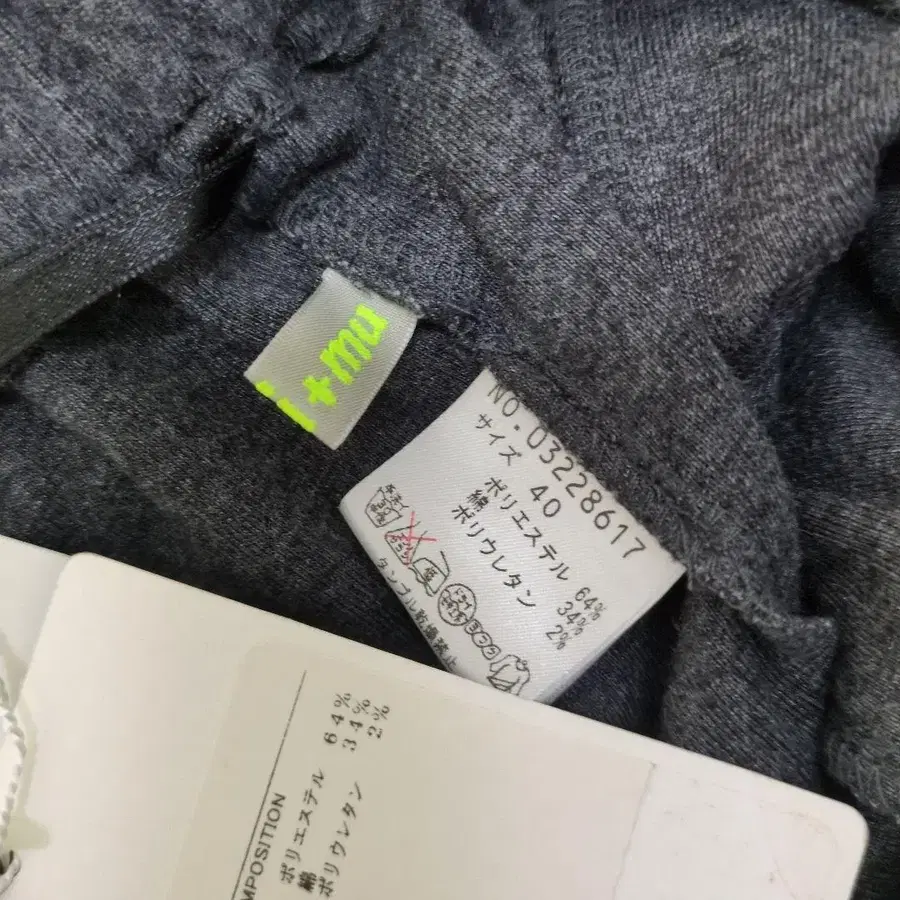 i+mu
NO.03228617
サイズ 40
ポリエステル 64%
綿 34%
ポリウレタン 2%
タンブル乾燥禁止
MPOSITION
ポリエステル 64%
綿 34%
ポリウレタン 2%